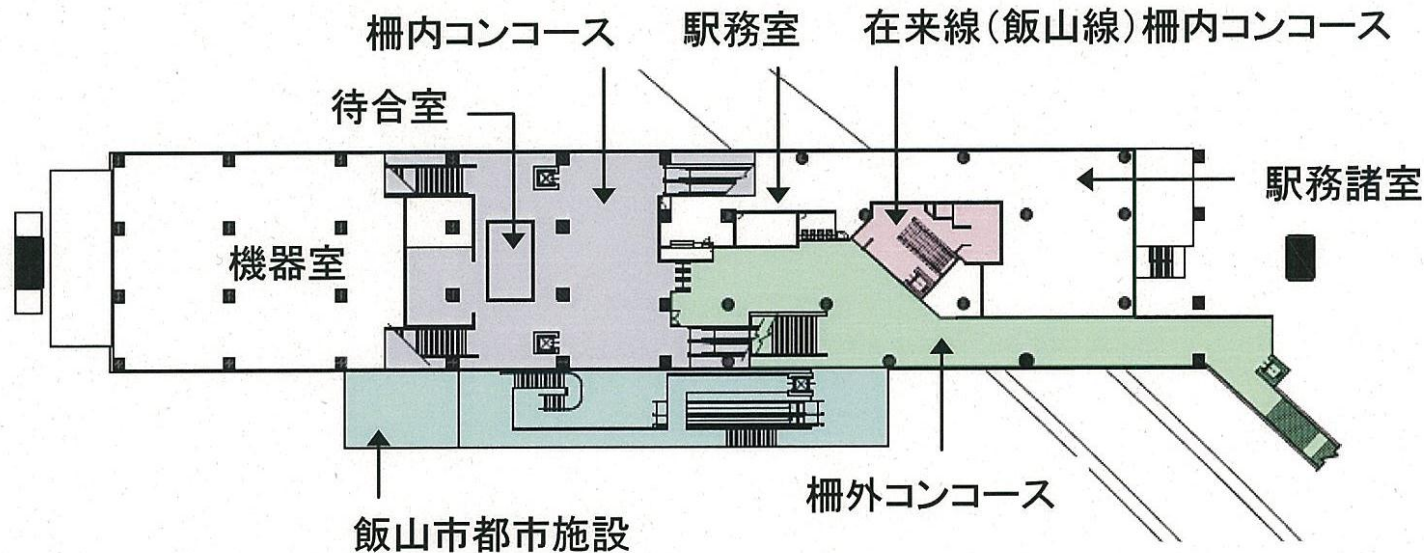 柵内コンコース
駅務室
在来線(飯山線)柵内コンコース
待合室
駅務諸室
機器室
柵外コンコース
飯山市都市施設